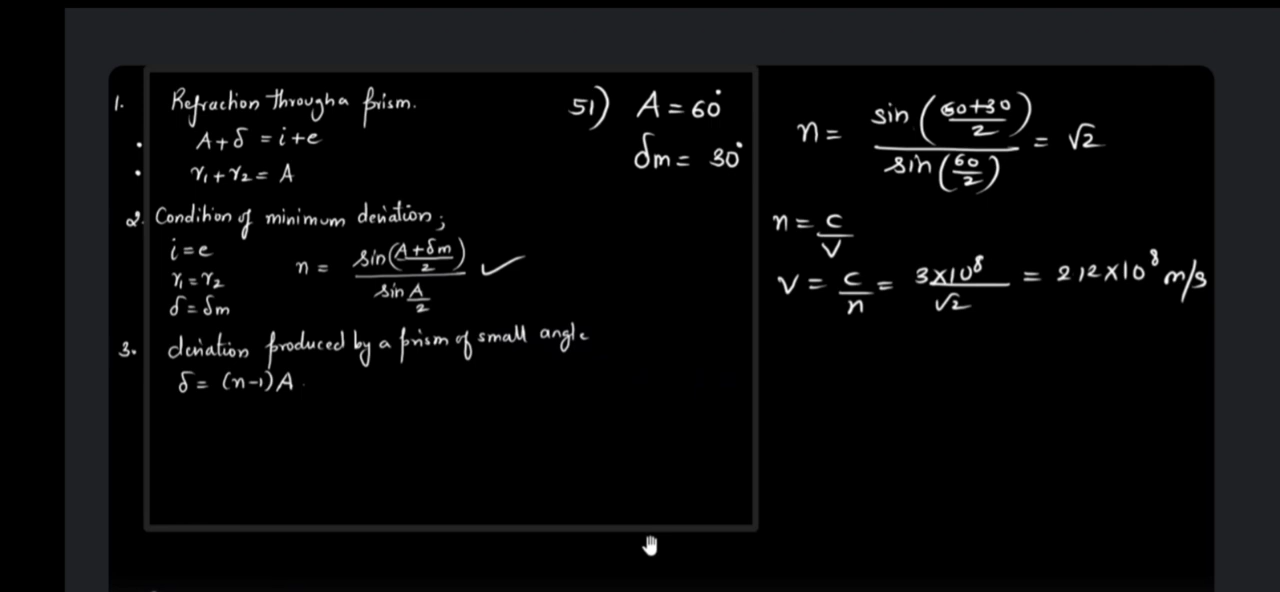 1. Refraction through a prism.
• A+δ = i+e
• r₁+r₂ = A
2. Condition of minimum deviation;
i=e
r₁=r₂
δ=δm
n = sin(A+δm/2) / sin A/2 ✓
3. deviation produced by a prism of small angle
δ = (n-1)A.
51) A = 60°
δm = 30°
n = sin(60+30/2) / sin(60/2) = √2
n = c/v
v = c/n = 3×10⁸/√2 = 2.12×10⁸ m/s